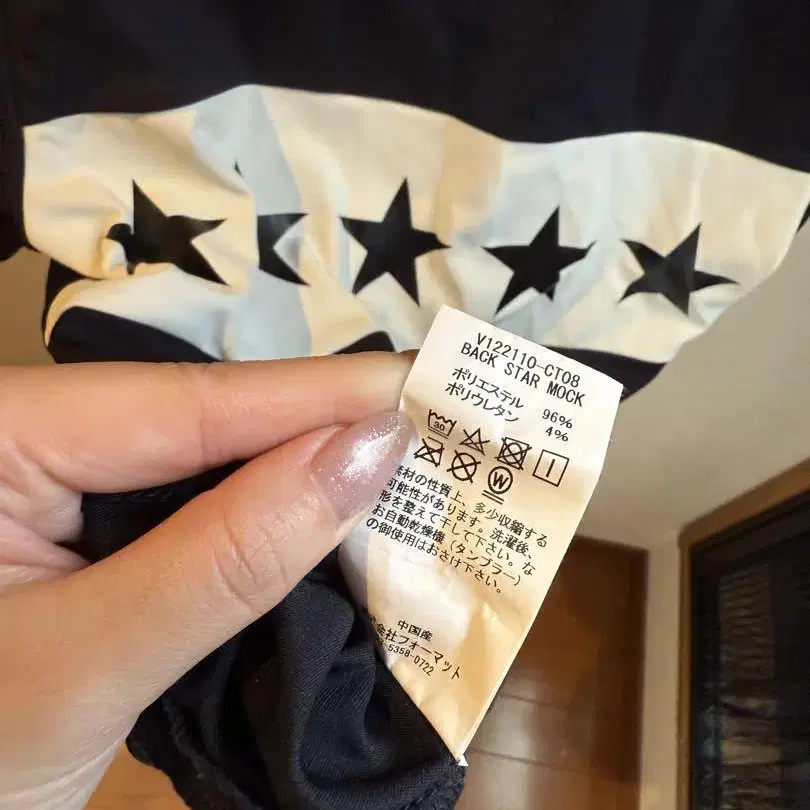 V122110-CT08
BACK STAR MOCK
ポリエステル 96%
ポリウレタン 4%
30
W
素材の性質上、多少収縮する
可能性があります。洗濯後、
形を整えて干して下さい。な
お自動乾燥機(タンブラー)
の御使用はおさけ下さい。
中国産
会社フォーマット
5358-0722